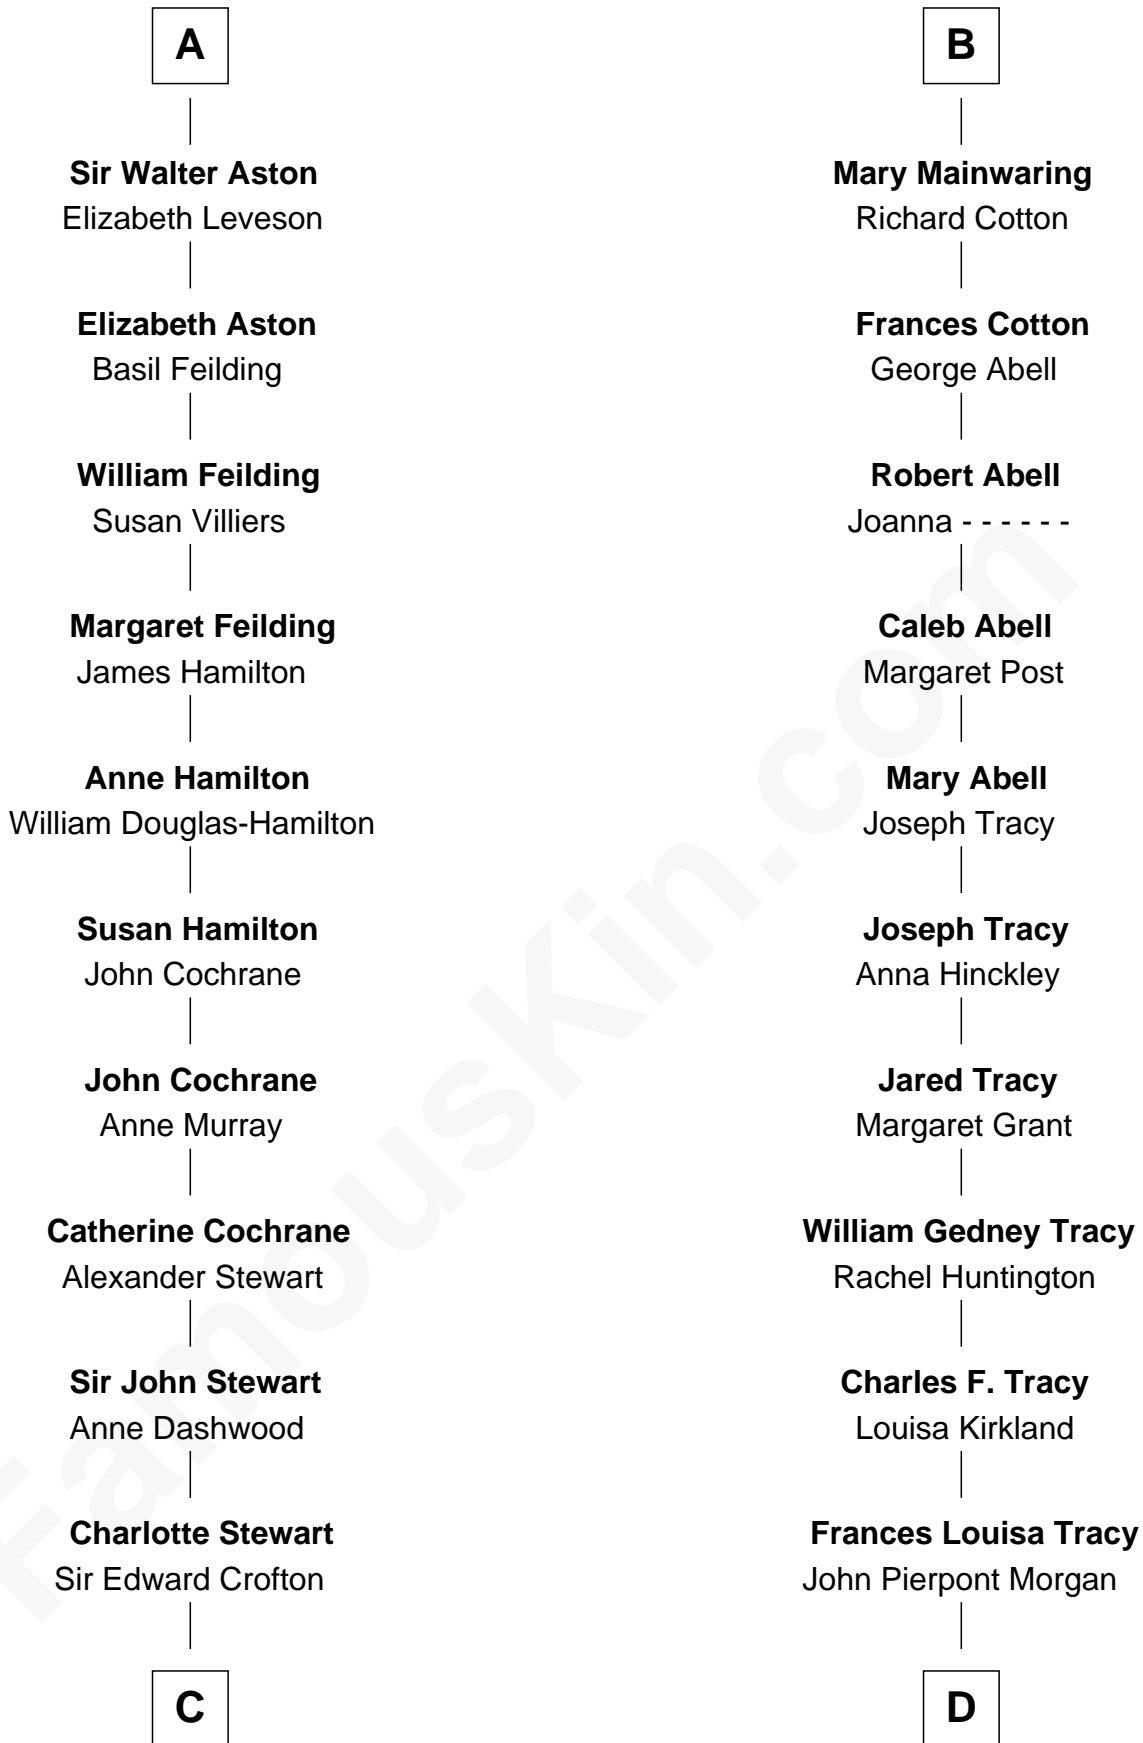 A
Sir Walter Aston
Elizabeth Leveson
Elizabeth Aston
Basil Feilding
William Feilding
Susan Villiers
Margaret Feilding
James Hamilton
Anne Hamilton
William Douglas-Hamilton
Susan Hamilton
John Cochrane
John Cochrane
Anne Murray
Catherine Cochrane
Alexander Stewart
Sir John Stewart
Anne Dashwood
Charlotte Stewart
Sir Edward Crofton
C
B
Mary Mainwaring
Richard Cotton
Frances Cotton
George Abell
Robert Abell
Joanna - - - - - -
Caleb Abell
Margaret Post
Mary Abell
Joseph Tracy
Joseph Tracy
Anna Hinckley
Jared Tracy
Margaret Grant
William Gedney Tracy
Rachel Huntington
Charles F. Tracy
Louisa Kirkland
Frances Louisa Tracy
John Pierpont Morgan
D
FamousKin.com